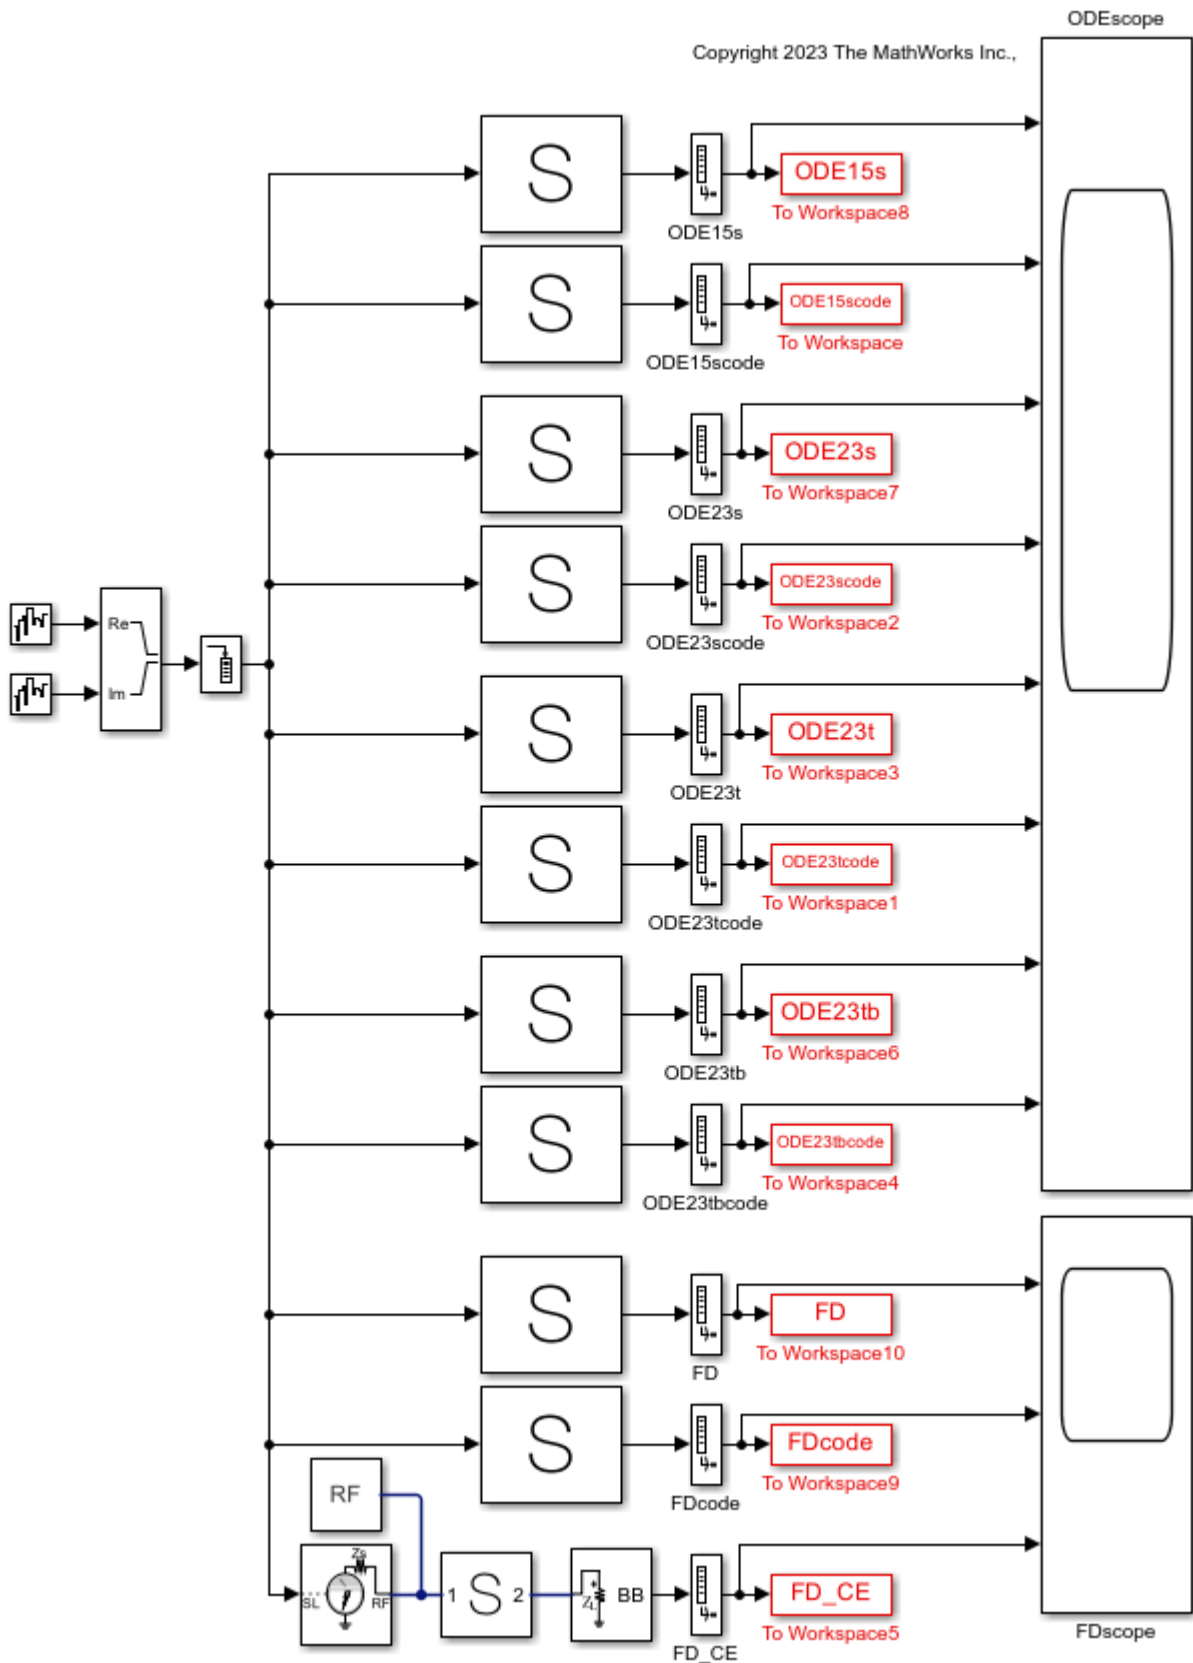 ODEscope
Copyright 2023 The MathWorks Inc.,
S
ODE15s
ODE15s
To Workspace8
S
ODE15scode
ODE15scode
To Workspace
S
ODE23s
ODE23s
To Workspace7
S
ODE23scode
ODE23scode
To Workspace2
Re
Im
S
ODE23t
ODE23t
To Workspace3
S
ODE23tcode
ODE23tcode
To Workspace1
S
ODE23tb
ODE23tb
To Workspace6
S
ODE23tbcode
ODE23tbcode
To Workspace4
S
FD
FD
To Workspace10
S
FDcode
FDcode
To Workspace9
RF
Zs
SL
RF
1 S 2
ZL
BB
FD_CE
FD_CE
To Workspace5
FDscope